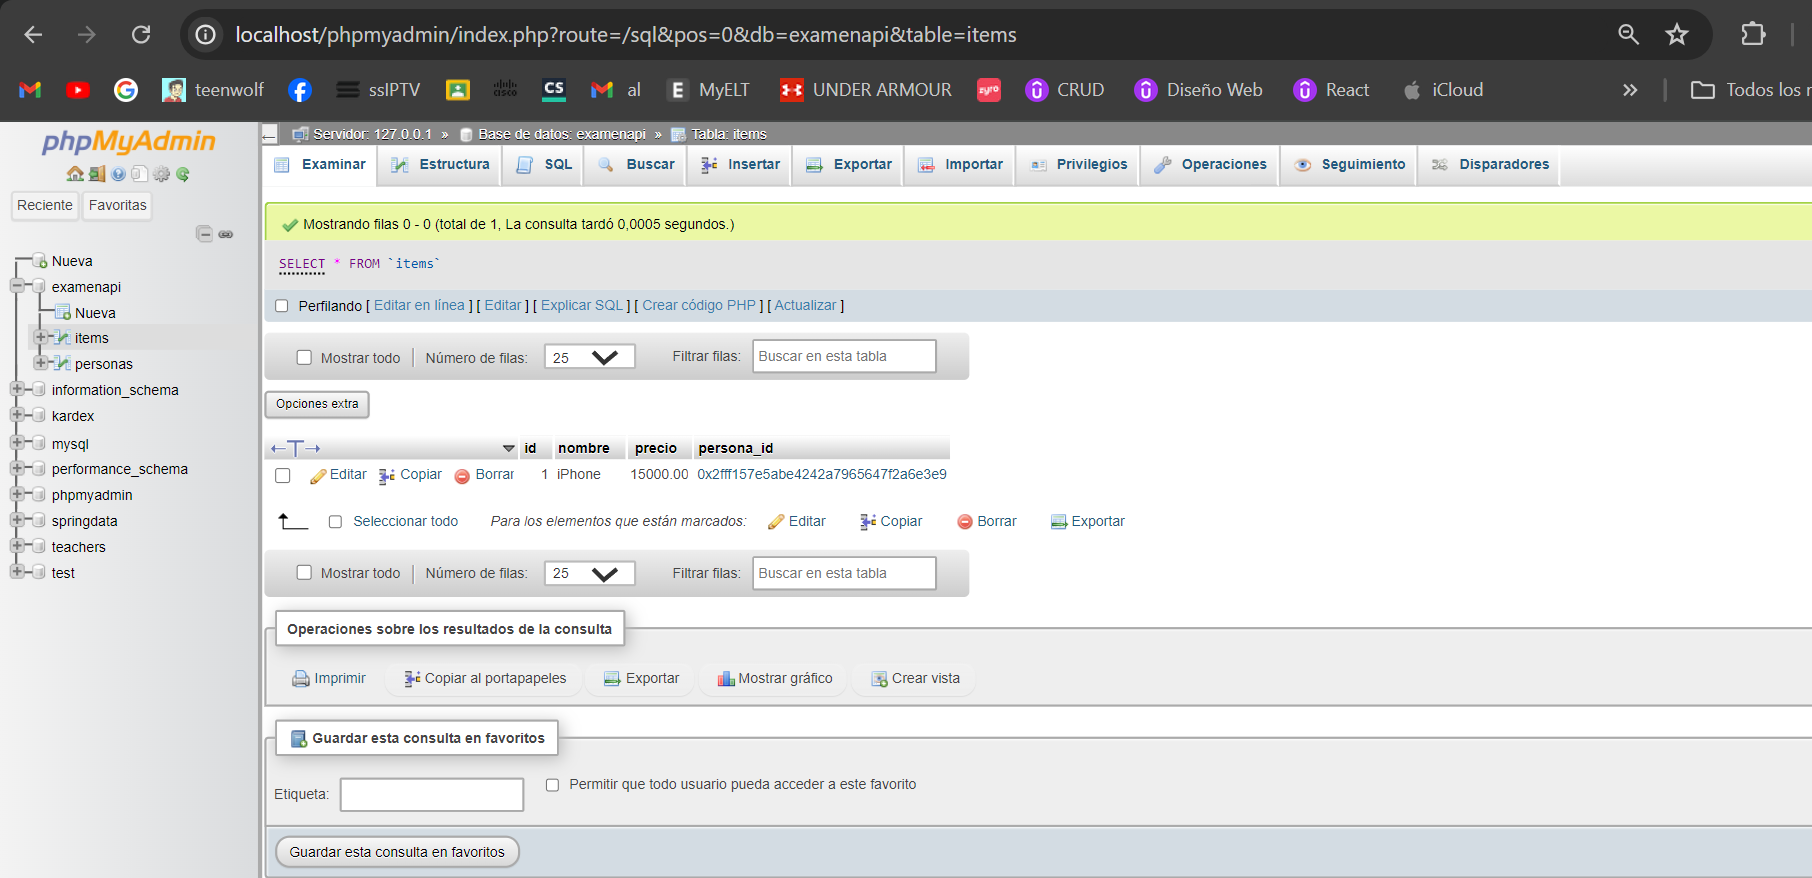 localhost/phpmyadmin/index.php?route=/sql&pos=0&db=examenapi&table=items
teenwolf
ssIPTV
cisco
CS
al
E MyELT
UNDER ARMOUR
zyro
CRUD
Diseño Web
React
iCloud
Todos los
phpMyAdmin
Reciente
Favoritas
Nueva
examenapi
Nueva
items
personas
information_schema
kardex
mysql
performance_schema
phpmyadmin
springdata
teachers
test
Servidor: 127.0.0.1 » Base de datos: examenapi » Tabla: items
Examinar
Estructura
SQL
Buscar
Insertar
Exportar
Importar
Privilegios
Operaciones
Seguimiento
Disparadores
Mostrando filas 0 - 0 (total de 1, La consulta tardó 0,0005 segundos.)
SELECT * FROM `items`
Perfilando [ Editar en línea ] [ Editar ] [ Explicar SQL ] [ Crear código PHP ] [ Actualizar ]
Mostrar todo | Número de filas: 25 Filtrar filas: Buscar en esta tabla
Opciones extra
←T→ id nombre precio persona_id
Editar Copiar Borrar 1 iPhone 15000.00 0x2fff157e5abe4242a7965647f2a6e3e9
Seleccionar todo Para los elementos que están marcados: Editar Copiar Borrar Exportar
Mostrar todo | Número de filas: 25 Filtrar filas: Buscar en esta tabla
Operaciones sobre los resultados de la consulta
Imprimir Copiar al portapapeles Exportar Mostrar gráfico Crear vista
Guardar esta consulta en favoritos
Etiqueta: Permitir que todo usuario pueda acceder a este favorito
Guardar esta consulta en favoritos